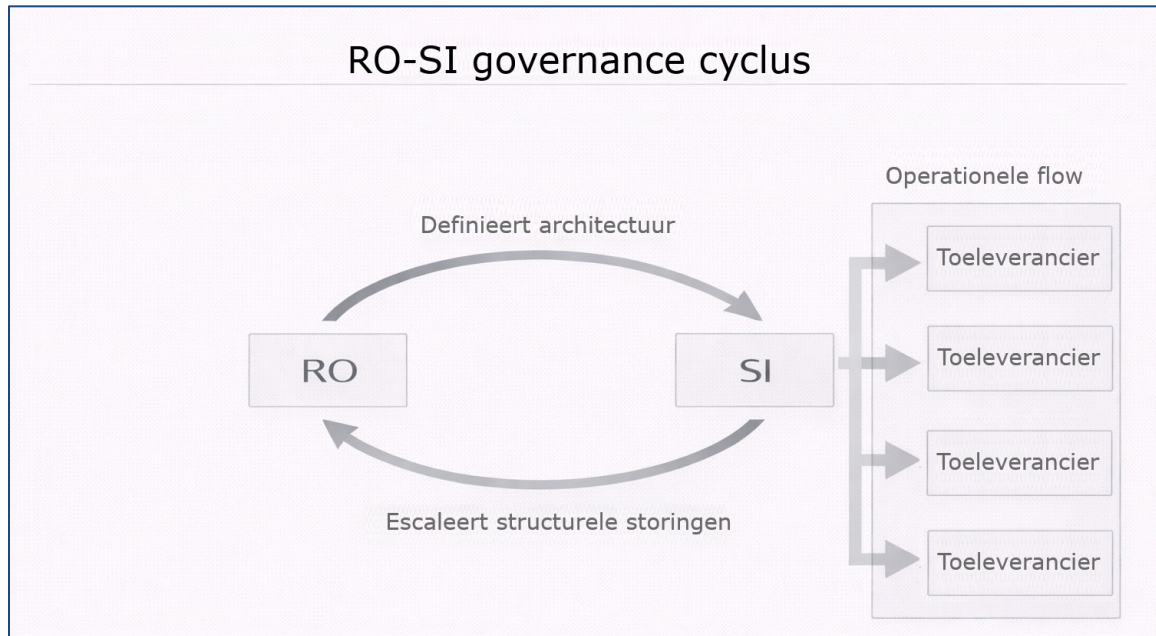 RO-SI governance cyclus
Operationele flow
Definieert architectuur
Toeleverancier
Toeleverancier
RO
SI
Toeleverancier
Escaleert structurele storingen
Toeleverancier